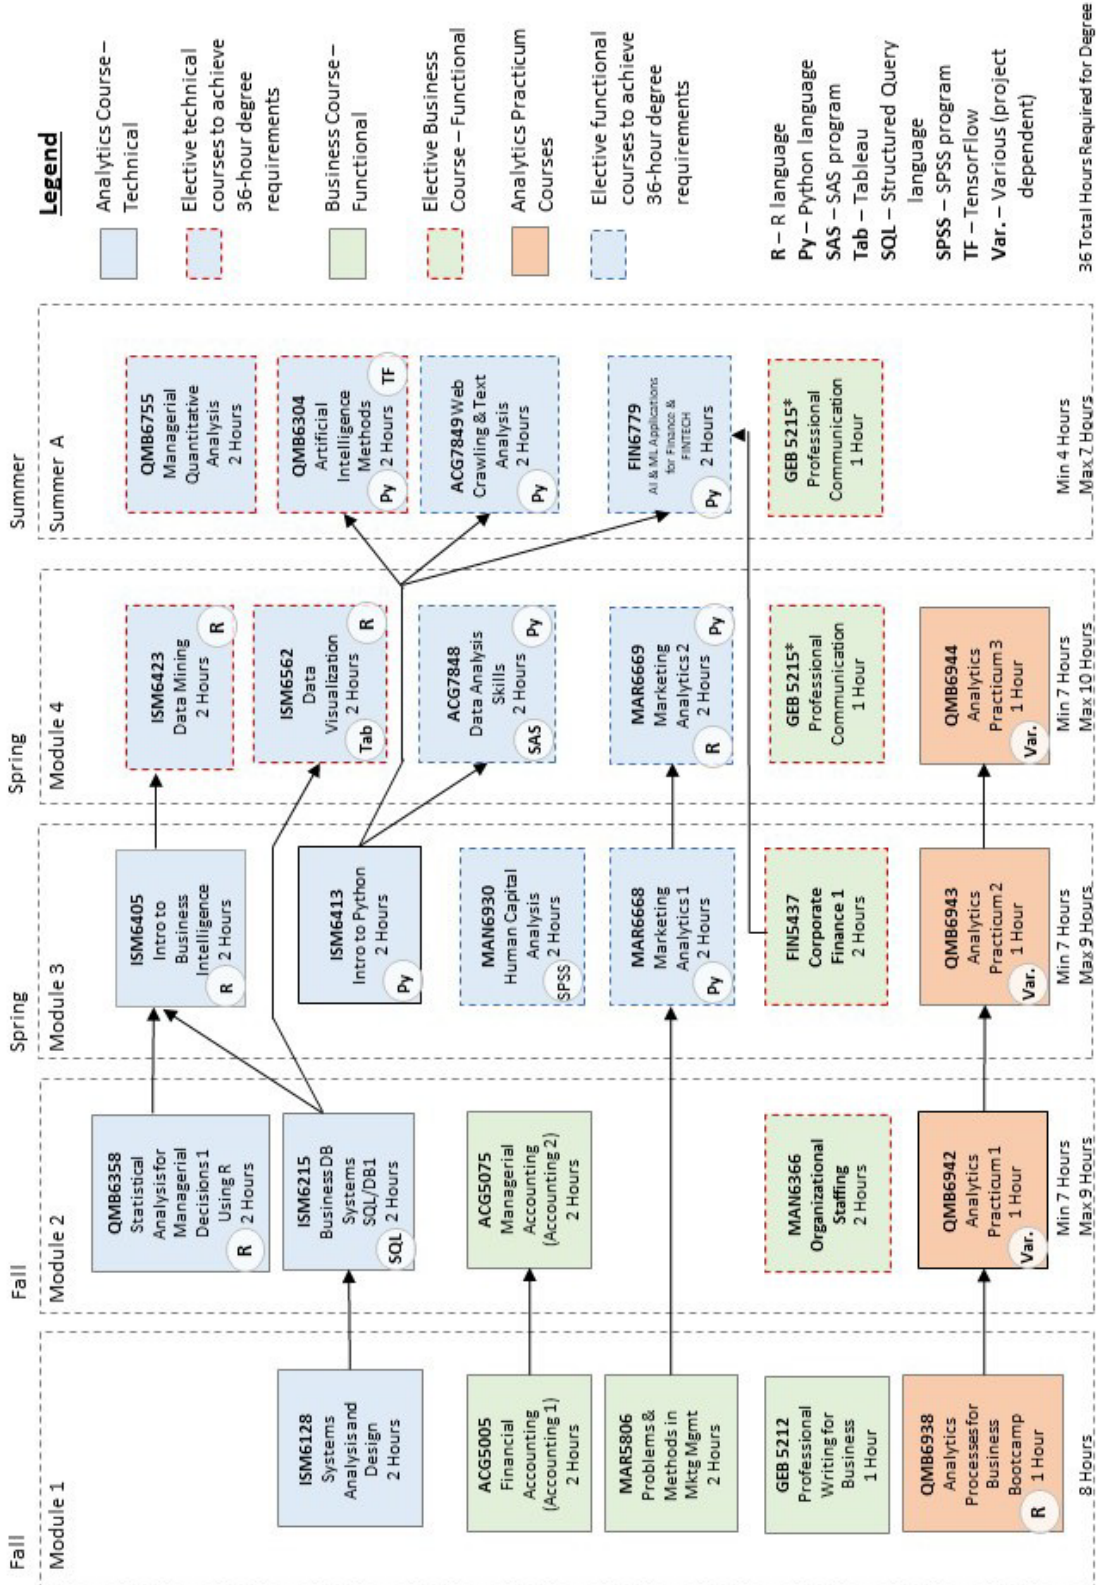 Fall
Module 1
ISM6128
Systems
Analysis and
Design
2 Hours
ACG5005
Financial
Accounting
(Accounting 1)
2 Hours
MAR5806
Problems &
Methods in
Mktg Mgmt
2 Hours
GEB 5212
Professional
Writing for
Business
1 Hour
QMB6938
Analytics
Processes for
Business
Bootcamp
1 Hour
R
8 Hours
Fall
Module 2
QMB6358
Statistical
Analysis for
Managerial
Decisions 1
Using R
2 Hours
R
ISM6215
Business DB
Systems
SQL/DB1
2 Hours
SQL
ACG5075
Managerial
Accounting
(Accounting 2)
2 Hours
MAN6366
Organizational
Staffing
2 Hours
QMB6942
Analytics
Practicum 1
1 Hour
Var.
Min 7 Hours
Max 9 Hours
Spring
Module 3
ISM6405
Intro to
Business
Intelligence
2 Hours
R
ISM6413
Intro to Python
2 Hours
Py
MAN6930
Human Capital
Analysis
2 Hours
SPSS
MAR6668
Marketing
Analytics 1
2 Hours
Py
FIN5437
Corporate
Finance 1
2 Hours
QMB6943
Analytics
Practicum 2
1 Hour
Var.
Min 7 Hours
Max 9 Hours
Spring
Module 4
ISM6423
Data Mining
2 Hours
R
ISM6562
Data
Visualization
2 Hours
Tab
R
ACG7848
Data Analysis
Skills
2 Hours
SAS
Py
MAR6669
Marketing
Analytics 2
2 Hours
R
Py
GEB 5215*
Professional
Communication
1 Hour
QMB6944
Analytics
Practicum 3
1 Hour
Var.
Min 7 Hours
Max 10 Hours
Summer
Summer A
QMB6755
Managerial
Quantitative
Analysis
2 Hours
QMB6304
Artificial
Intelligence
Methods
2 Hours
Py
TF
ACG7849 Web
Crawling & Text
Analysis
2 Hours
Py
FIN6779
AI & ML Applications
for Finance &
FINTECH
2 Hours
Py
GEB 5215*
Professional
Communication
1 Hour
Min 4 Hours
Max 7 Hours
Legend
Analytics Course –
Technical
Elective technical
courses to achieve
36-hour degree
requirements
Business Course –
Functional
Elective Business
Course – Functional
Analytics Practicum
Courses
Elective functional
courses to achieve
36-hour degree
requirements
R – R language
Py – Python language
SAS – SAS program
Tab – Tableau
SQL – Structured Query
language
SPSS – SPSS program
TF – TensorFlow
Var. – Various (project
dependent)
36 Total Hours Required for Degree